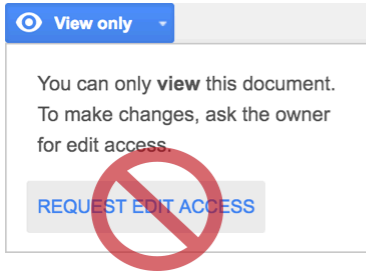 View only
You can only view this document.
To make changes, ask the owner
for edit access.
REQUEST EDIT ACCESS